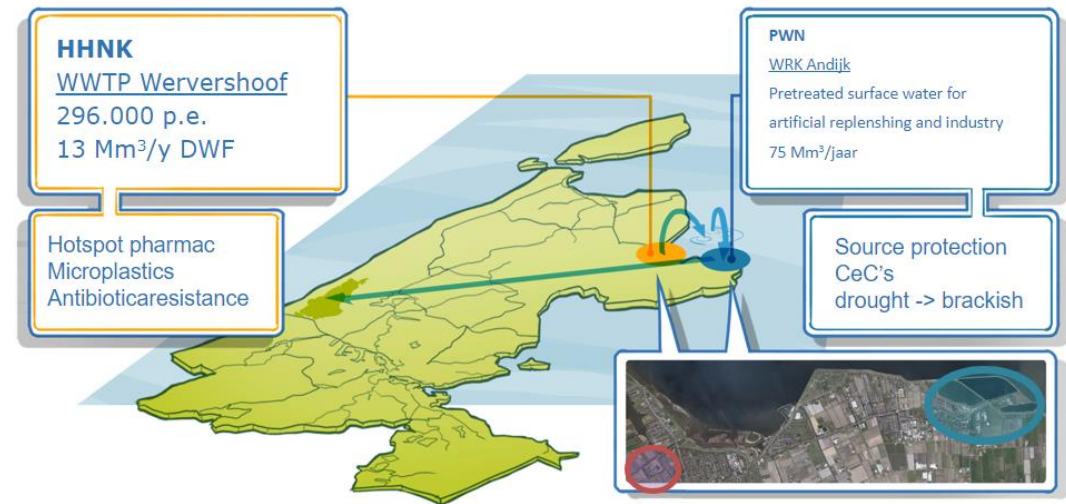 HHNK
WWTP Wervershoof
296.000 p.e.
13 Mm³/y DWF
Hotspot pharmac
Microplastics
Antibioticaresistance
PWN
WRK Andijk
Pretreated surface water for
artificial replenshing and industry
75 Mm³/jaar
Source protection
CeC's
drought -> brackish